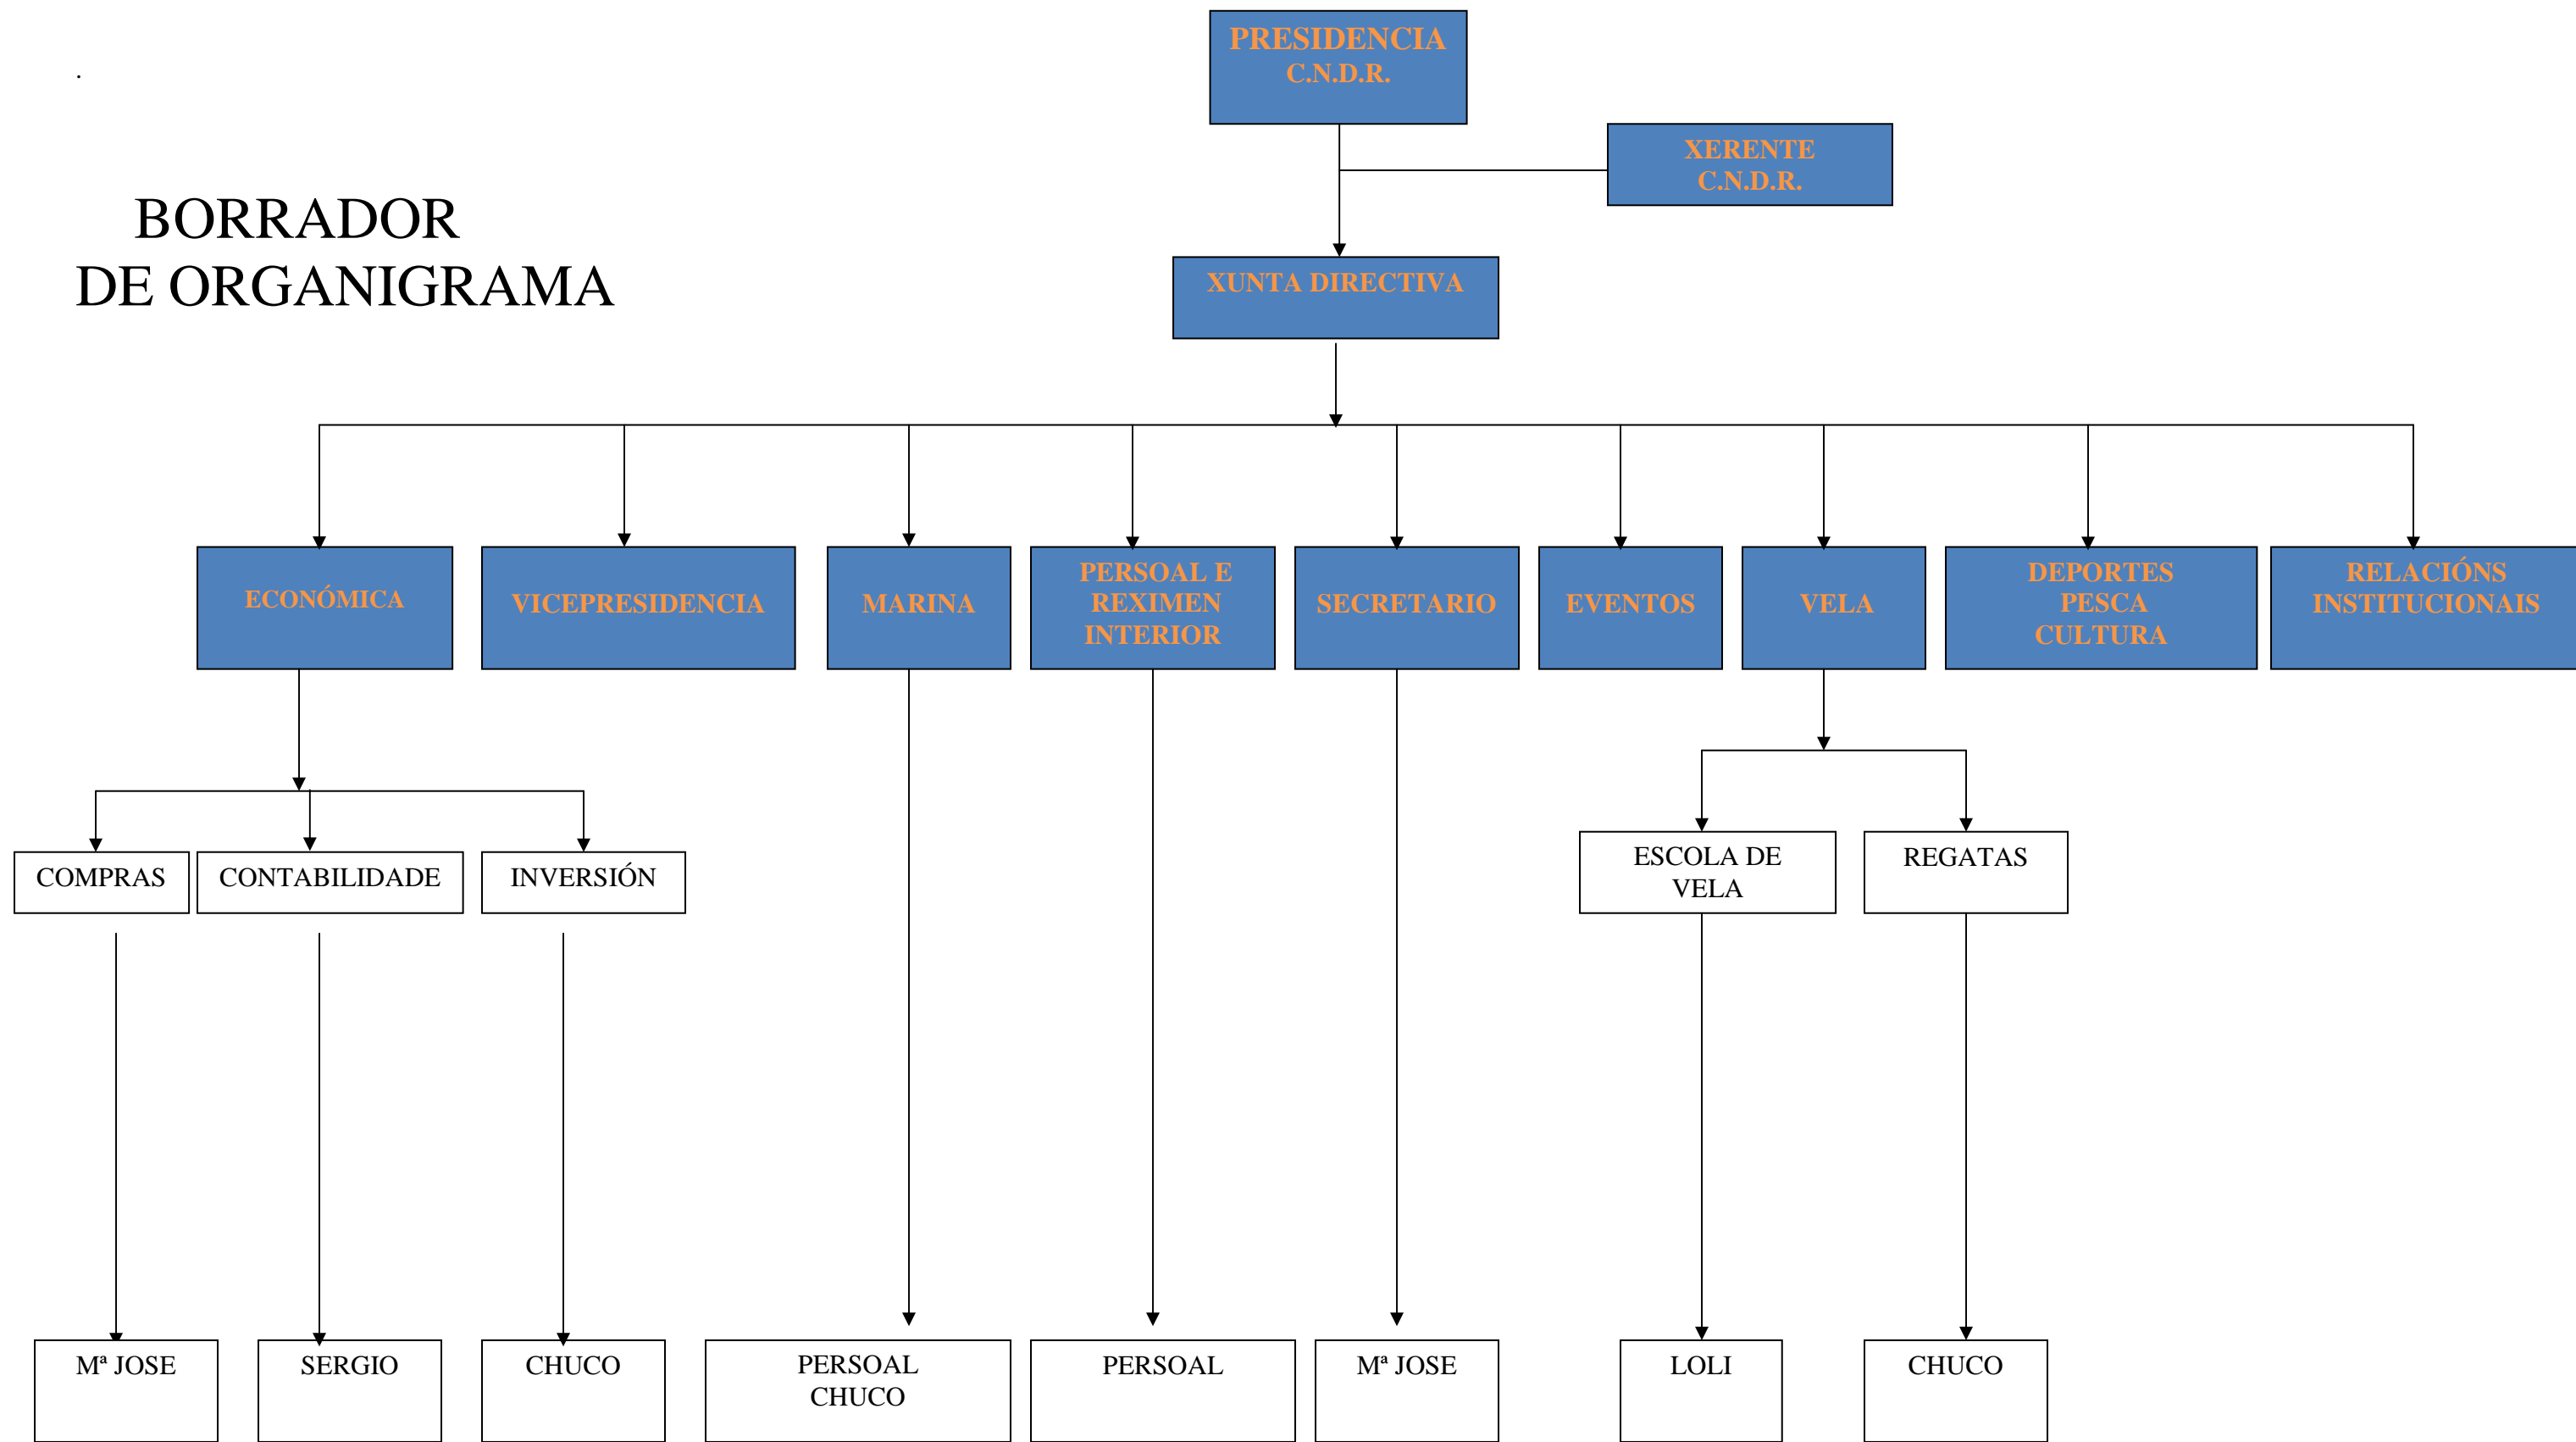 PRESIDENCIA
C.N.D.R.
.
XERENTE
C.N.D.R.
BORRADOR
DE ORGANIGRAMA
XUNTA DIRECTIVA
ECONÓMICA
VICEPRESIDENCIA
MARINA
PERSOAL E
REXIMEN
INTERIOR
SECRETARIO
EVENTOS
VELA
DEPORTES
PESCA
CULTURA
RELACIÓNS
INSTITUCIONAIS
COMPRAS
CONTABILIDADE
INVERSIÓN
ESCOLA DE
VELA
REGATAS
Mª JOSE
SERGIO
CHUCO
PERSOAL
CHUCO
PERSOAL
Mª JOSE
LOLI
CHUCO